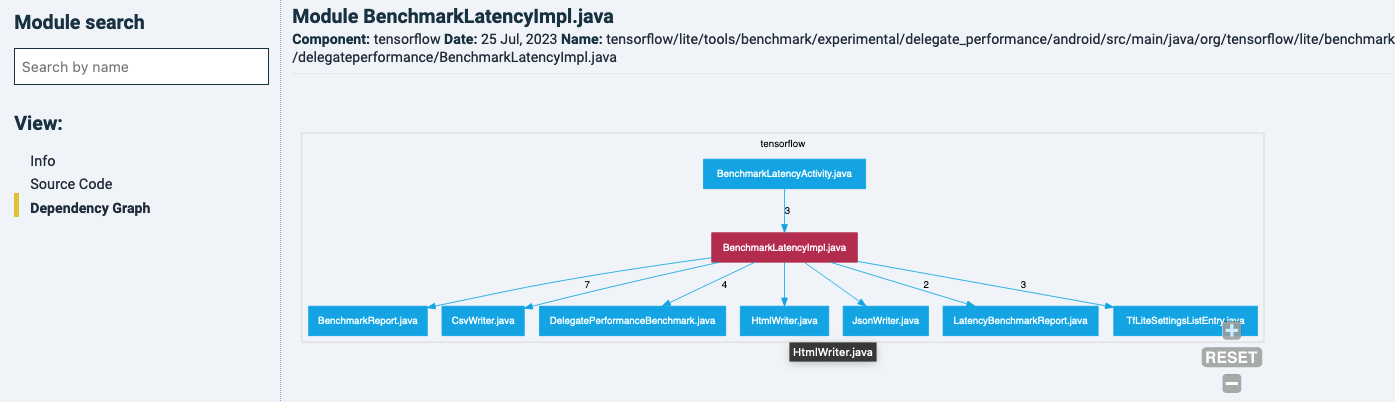 Module search
Search by name
View:
Info
Source Code
Dependency Graph
Module BenchmarkLatencyImpl.java
Component: tensorflow Date: 25 Jul, 2023 Name: tensorflow/lite/tools/benchmark/experimental/delegate_performance/android/src/main/java/org/tensorflow/lite/benchmark
/delegateperformance/BenchmarkLatencyImpl.java
tensorflow
BenchmarkLatencyActivity.java
3
BenchmarkLatencyImpl.java
7 4 2 3
BenchmarkReport.java CsvWriter.java DelegatePerformanceBenchmark.java HtmlWriter.java JsonWriter.java LatencyBenchmarkReport.java TfLiteSettingsListEntry.java
HtmlWriter.java
+
RESET
−